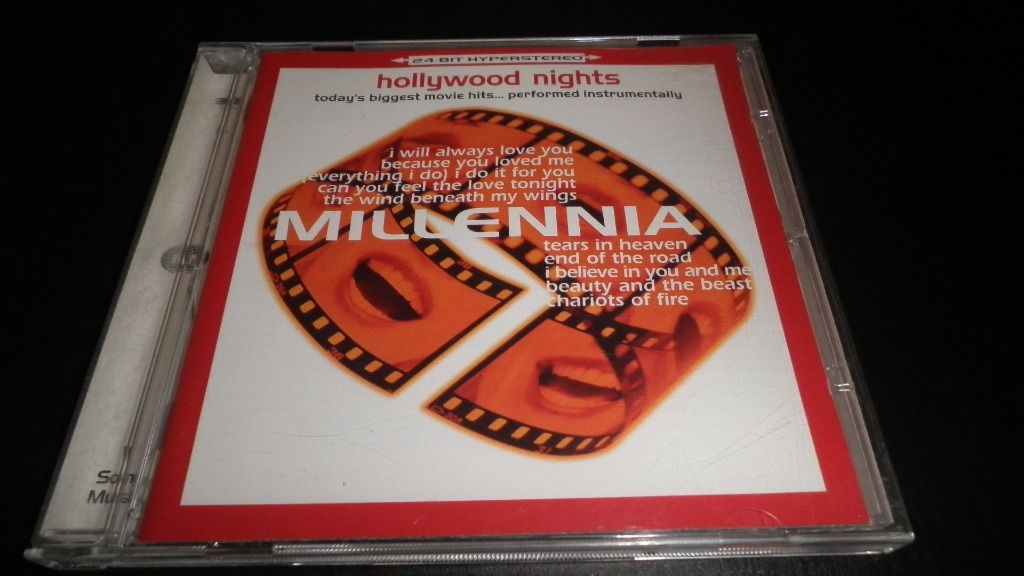 24-BIT HYPERSTEREO
hollywood nights
today's biggest movie hits... performed instrumentally
i will always love you
because you loved me
(everything i do) i do it for you
can you feel the love tonight
the wind beneath my wings
MILLENNIA
tears in heaven
end of the road
i believe in you and me
beauty and the beast
chariots of fire